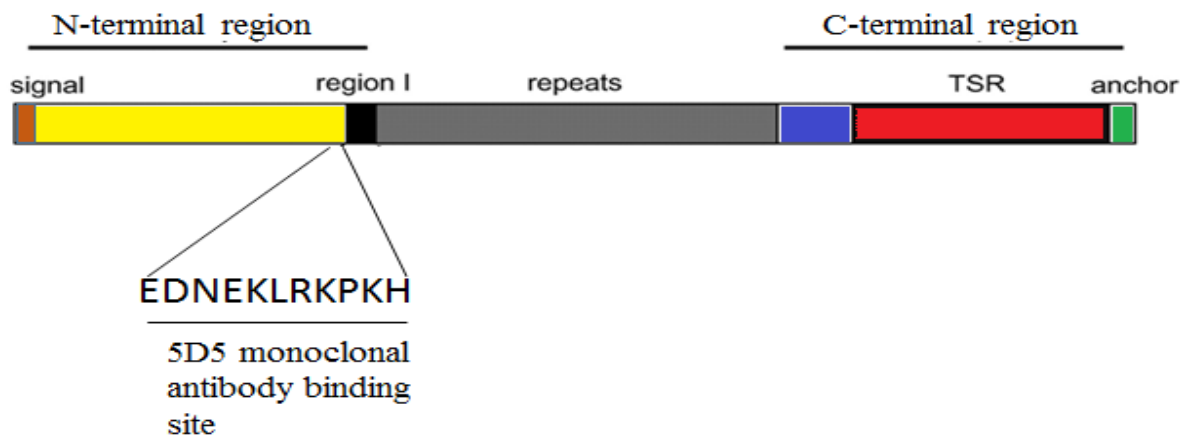 N-terminal region
C-terminal region
signal
region I
repeats
TSR
anchor
EDNEKLRKPKH
5D5 monoclonal
antibody binding
site